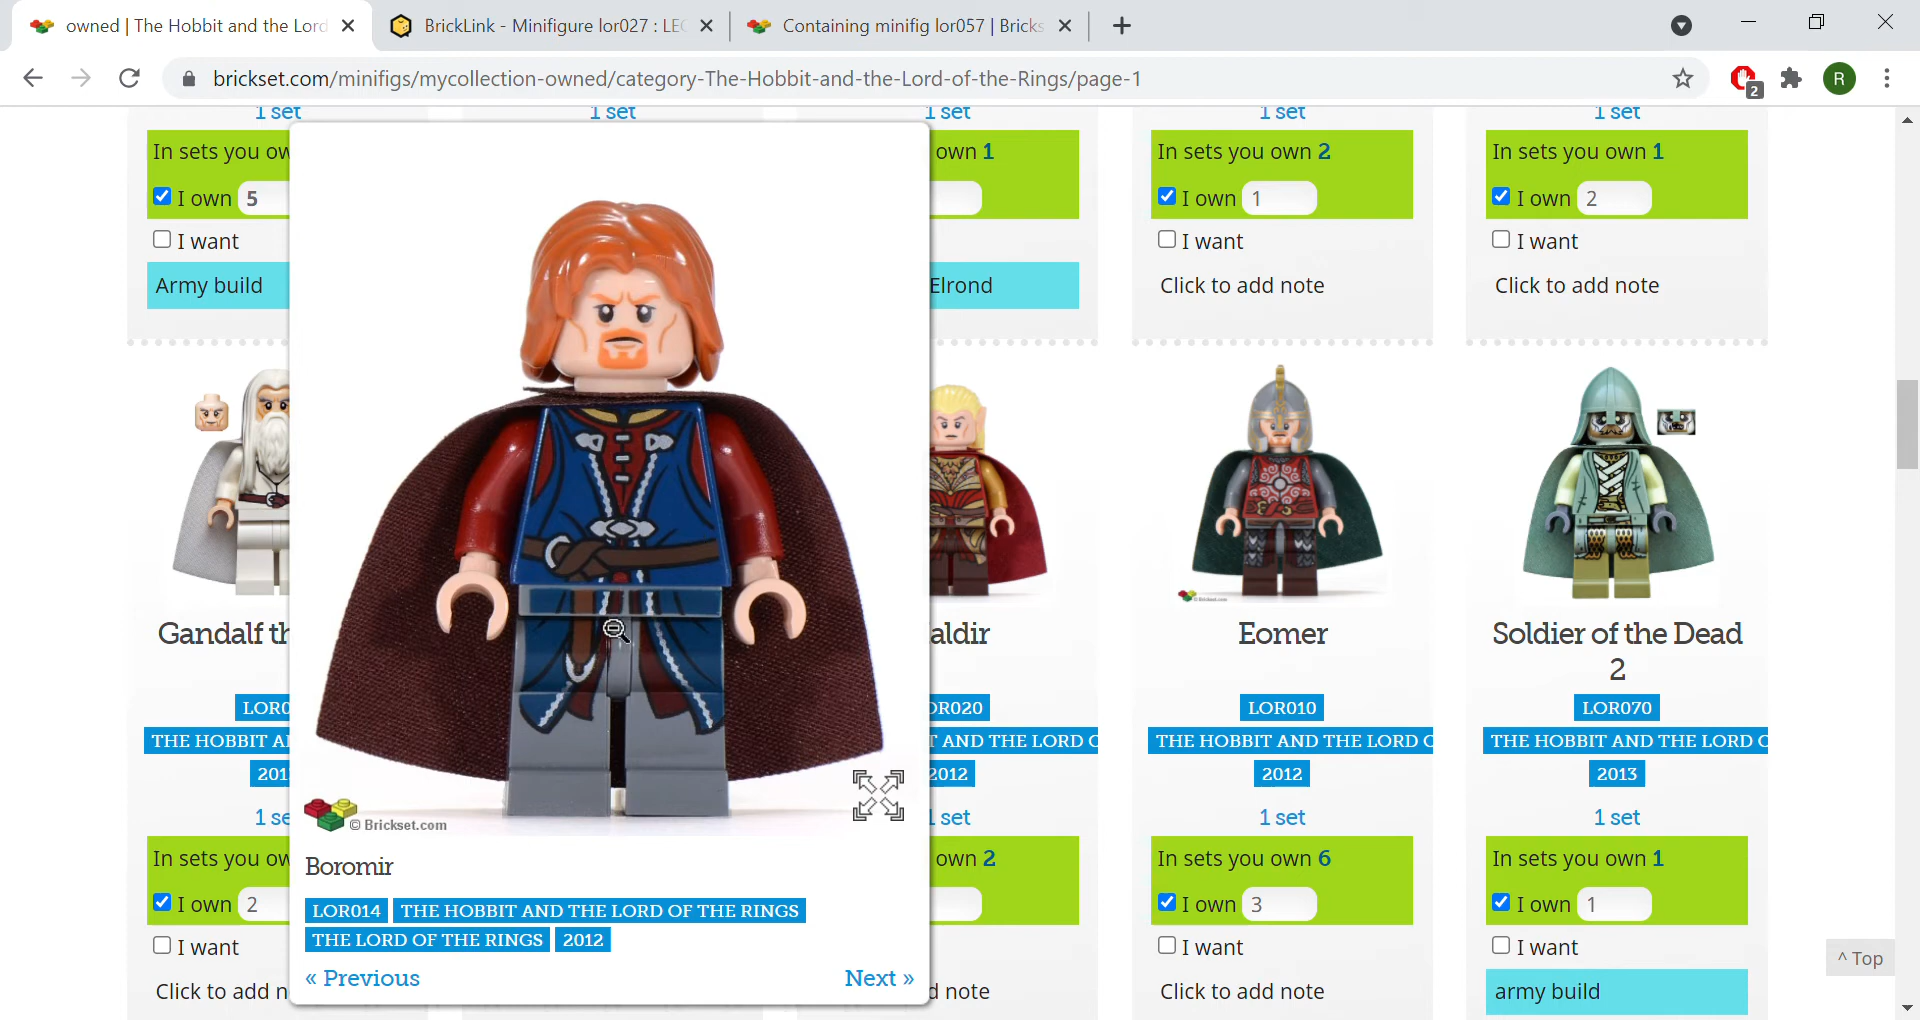 owned | The Hobbit and the Lord
BrickLink - Minifigure lor027 : LEG
Containing minifig lor057 | Bricks
brickset.com/minifigs/mycollection-owned/category-The-Hobbit-and-the-Lord-of-the-Rings/page-1
R
2
1 set
1 set
1 set
1 set
1 set
In sets you ow
own 1
In sets you own 2
In sets you own 1
I own 5
I own 1
I own 2
I want
I want
I want
Army build
Elrond
Click to add note
Click to add note
Gandalf th
aldir
Eomer
Soldier of the Dead
2
LOR0
OR020
LOR010
LOR070
THE HOBBIT A
T AND THE LORD O
THE HOBBIT AND THE LORD O
THE HOBBIT AND THE LORD O
201
2012
2012
2013
1 se
1 set
1 set
1 set
© Brickset.com
In sets you ow
own 2
In sets you own 6
In sets you own 1
Boromir
I own 2
I own 3
I own 1
LOR014 THE HOBBIT AND THE LORD OF THE RINGS
THE LORD OF THE RINGS 2012
I want
I want
I want
^ Top
« Previous
Next »
Click to add n
d note
Click to add note
army build